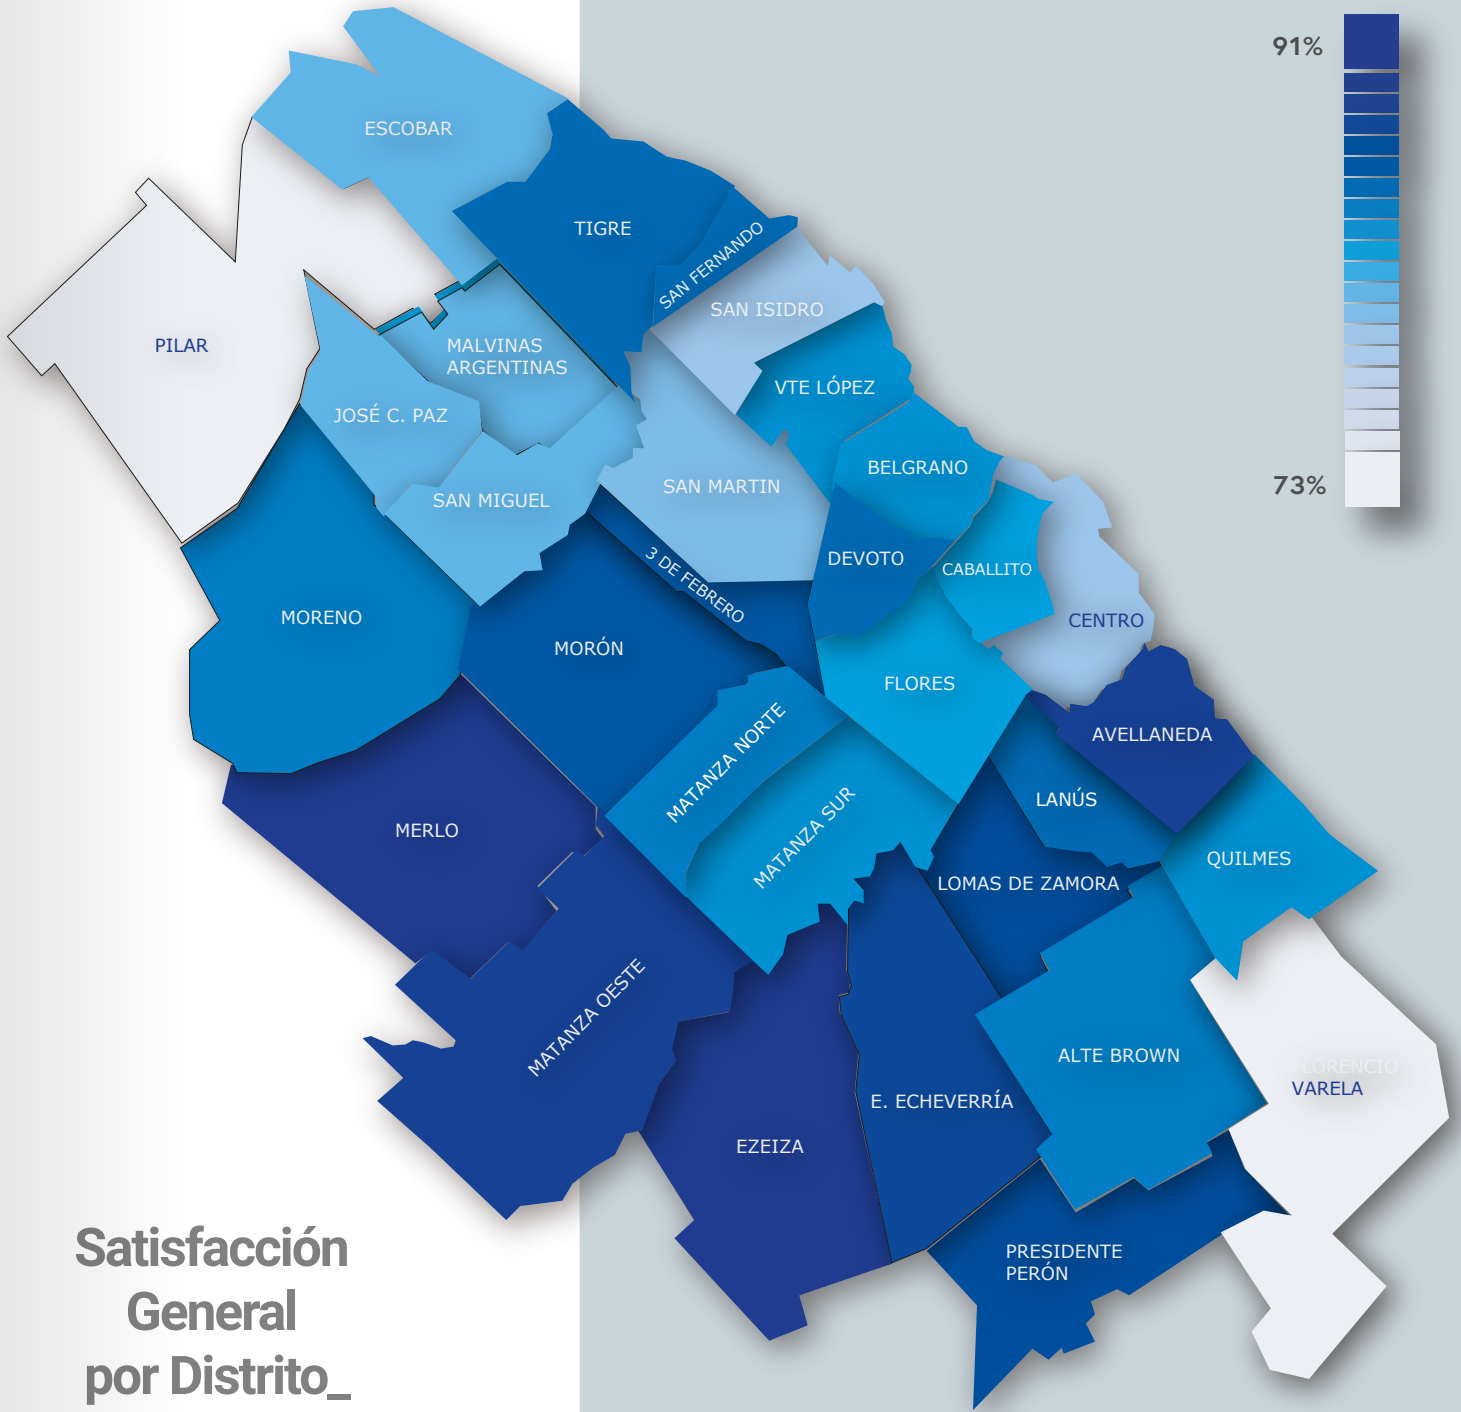 91%
ESCOBAR
TIGRE
SAN FERNANDO
SAN ISIDRO
PILAR
MALVINAS
ARGENTINAS
VTE LÓPEZ
JOSÉ C. PAZ
BELGRANO
SAN MARTIN
73%
SAN MIGUEL
DEVOTO
CABALLITO
3 DE FEBRERO
MORENO
CENTRO
MORÓN
FLORES
AVELLANEDA
MATANZA NORTE
LANÚS
MERLO
MATANZA SUR
QUILMES
LOMAS DE ZAMORA
MATANZA OESTE
ALTE BROWN
FLORENCIO
VARELA
E. ECHEVERRÍA
EZEIZA
PRESIDENTE
PERÓN
Satisfacción
General
por Distrito_